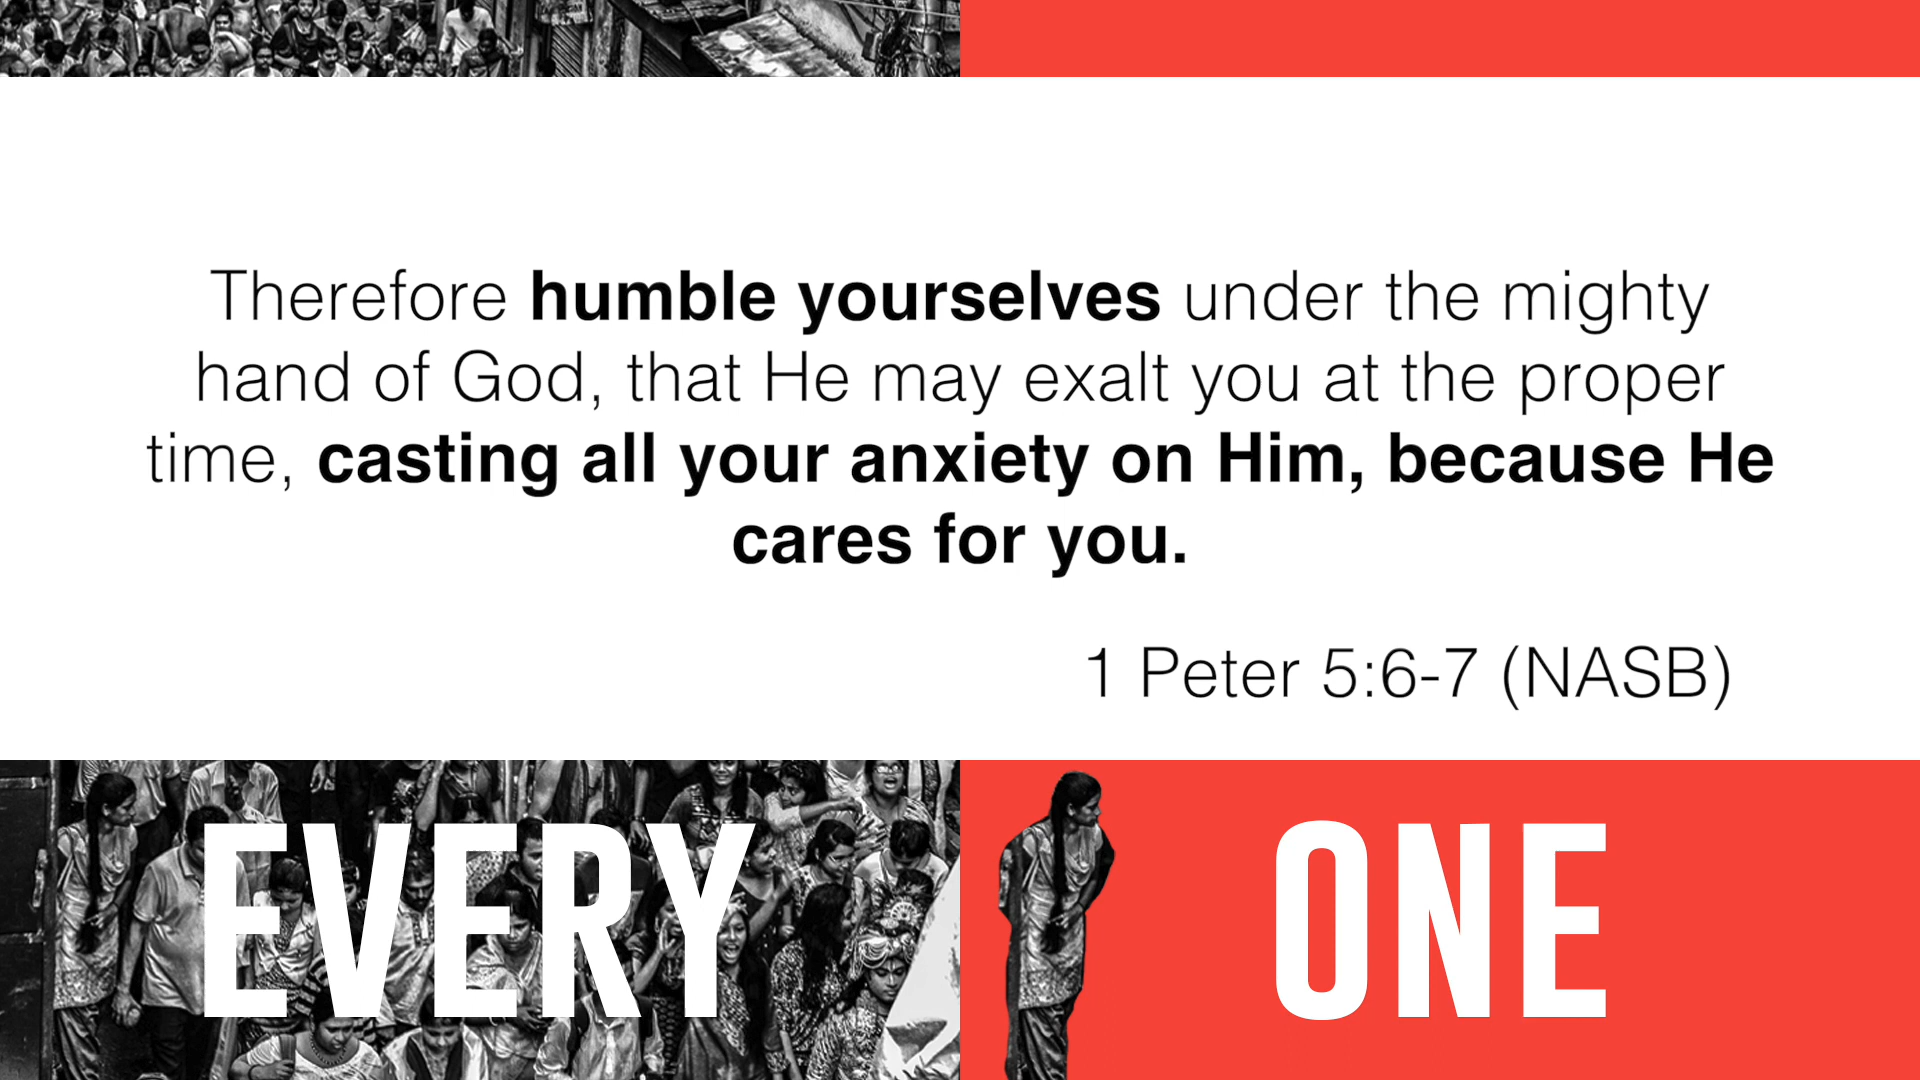 Therefore humble yourselves under the mighty
hand of God, that He may exalt you at the proper
time, casting all your anxiety on Him, because He
cares for you.
1 Peter 5:6-7 (NASB)
EVERY ONE